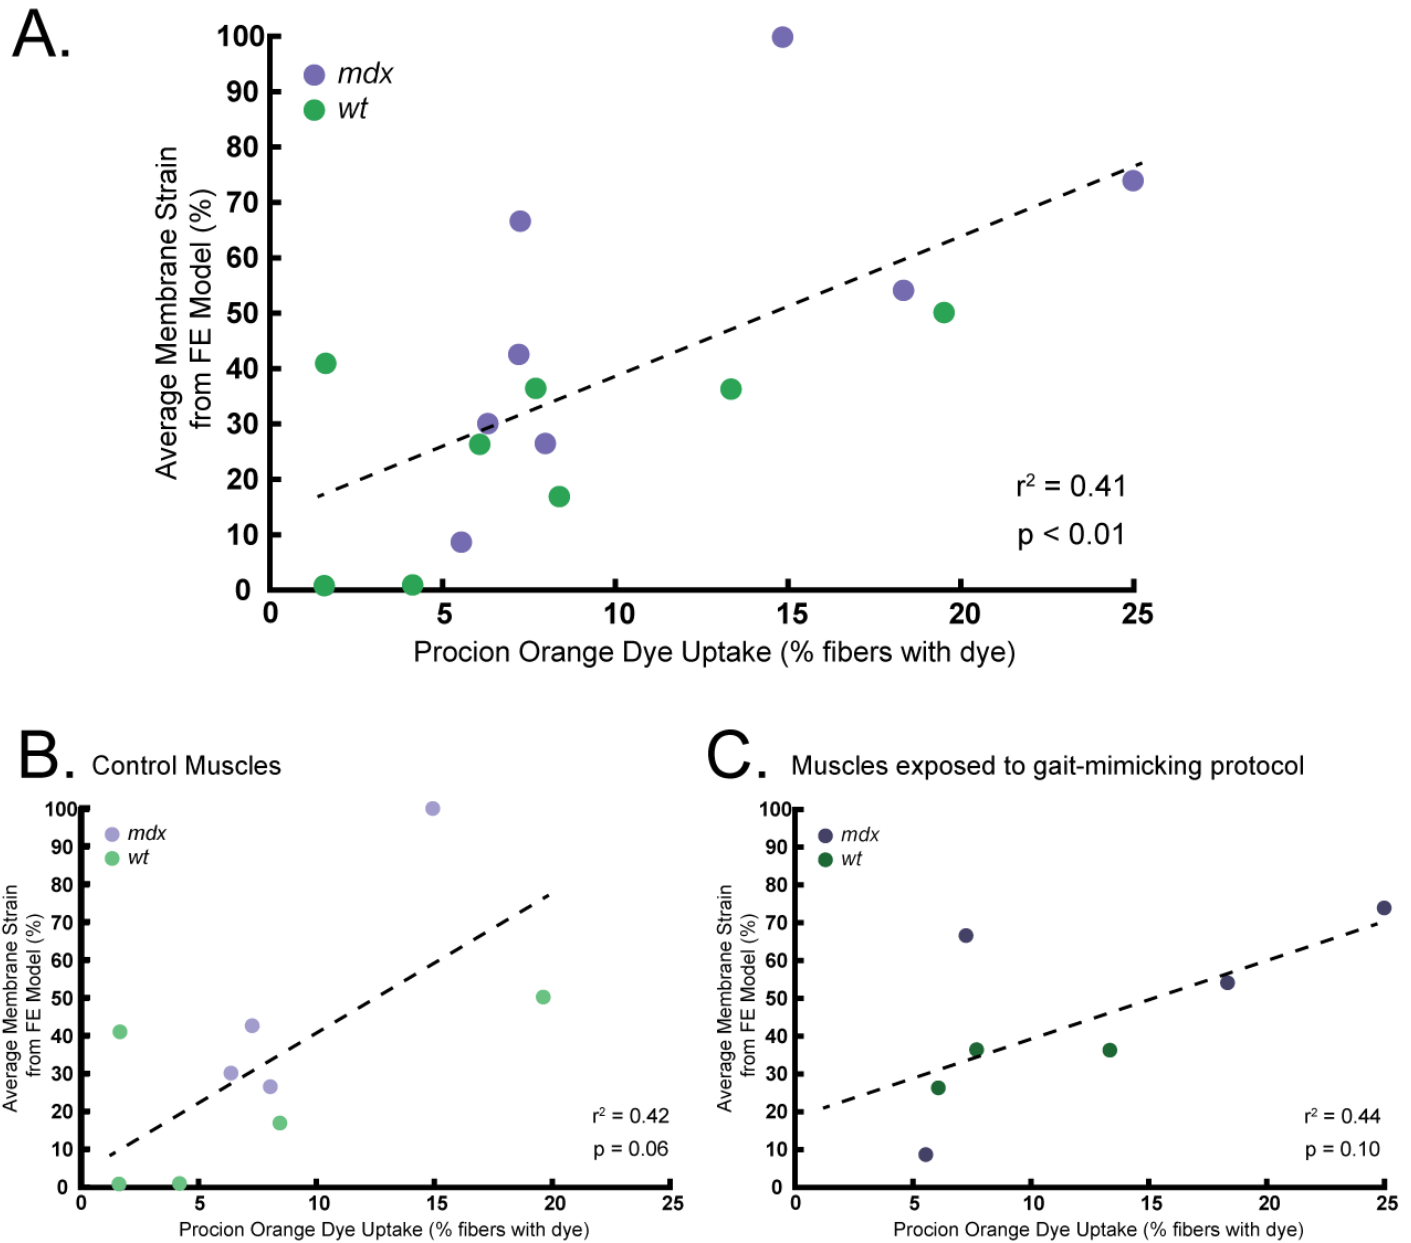 A.
100
90
80
70
60
50
40
30
20
10
0
mdx
wt
Average Membrane Strain
from FE Model (%)
r² = 0.41
p < 0.01
0 5 10 15 20 25
Procion Orange Dye Uptake (% fibers with dye)
B. Control Muscles
100
90
80
70
60
50
40
30
20
10
0
mdx
wt
Average Membrane Strain
from FE Model (%)
r² = 0.42
p = 0.06
0 5 10 15 20 25
Procion Orange Dye Uptake (% fibers with dye)
C. Muscles exposed to gait-mimicking protocol
100
90
80
70
60
50
40
30
20
10
0
mdx
wt
Average Membrane Strain
from FE Model (%)
r² = 0.44
p = 0.10
0 5 10 15 20 25
Procion Orange Dye Uptake (% fibers with dye)